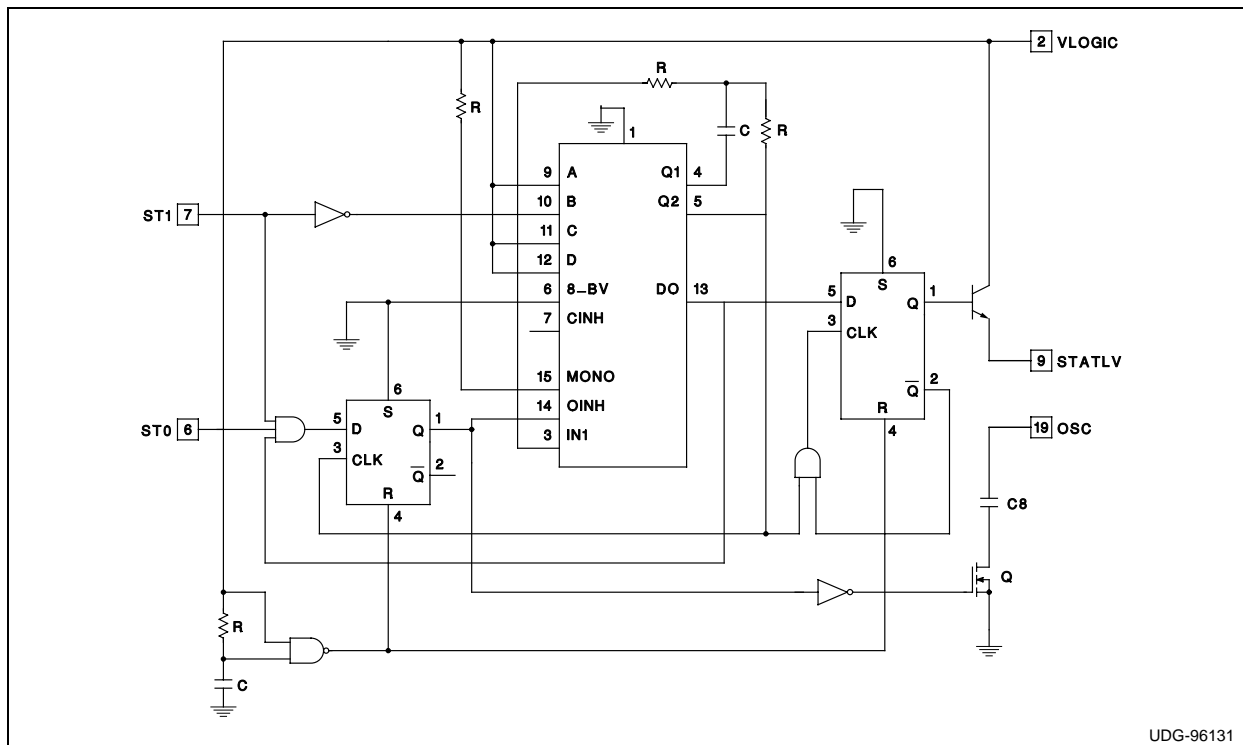 2 VLOGIC
R
R
1
C
R
9 A
Q1 4
10 B
Q2 5
ST1 7
11 C
12 D
6
S
6 8–BV
DO 13
5 D
Q 1
7 CINH
3 CLK
9 STATLV
15 MONO
Q 2
6
S
14 OINH
R
4
ST0 6
5 D
Q 1
3 IN1
19 OSC
3 CLK
Q 2
R
4
C8
Q
R
C
UDG-96131